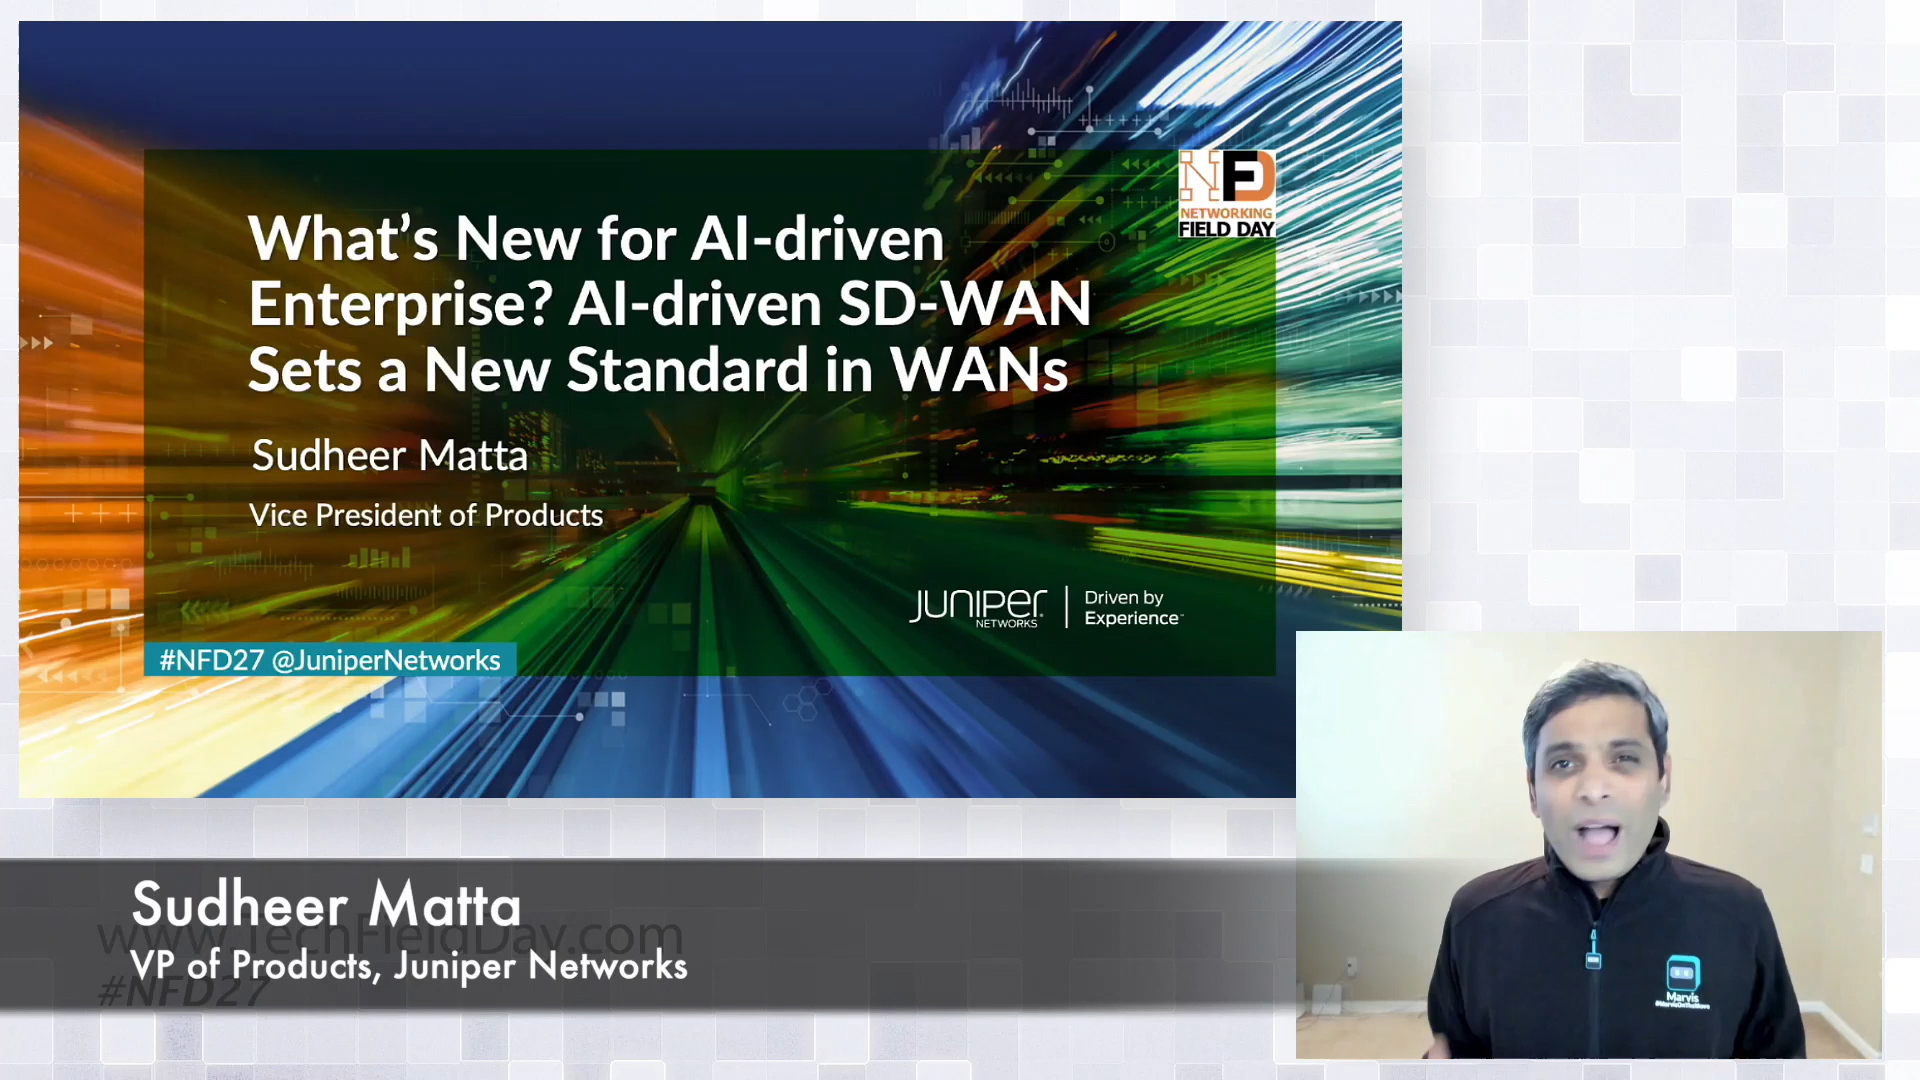 NFD
NETWORKING
FIELD DAY
What's New for AI-driven
Enterprise? AI-driven SD-WAN
Sets a New Standard in WANs
Sudheer Matta
Vice President of Products
JUNIPER
NETWORKS
Driven by
Experience™
#NFD27 @JuniperNetworks
Sudheer Matta
www.TechFieldDay.com
VP of Products, Juniper Networks
#NFD27
Marvis